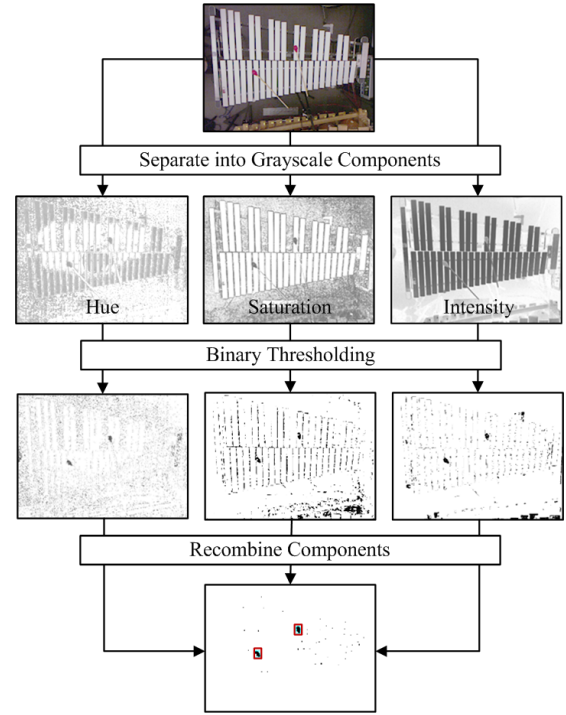 Separate into Grayscale Components
Hue
Saturation
Intensity
Binary Thresholding
Recombine Components